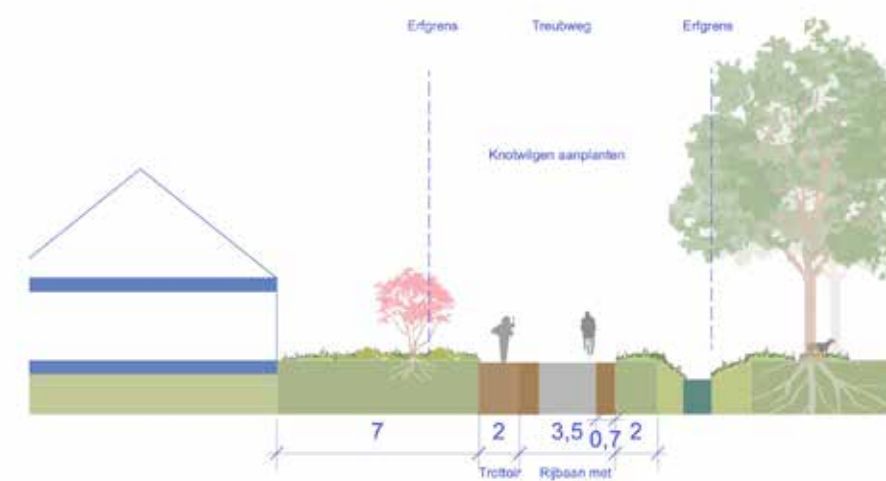 Erfgrens Treubweg Erfgrens
Knotwilgen aanplanten
7 2 3,5 0,7 2
Trottoir Rijbaan met